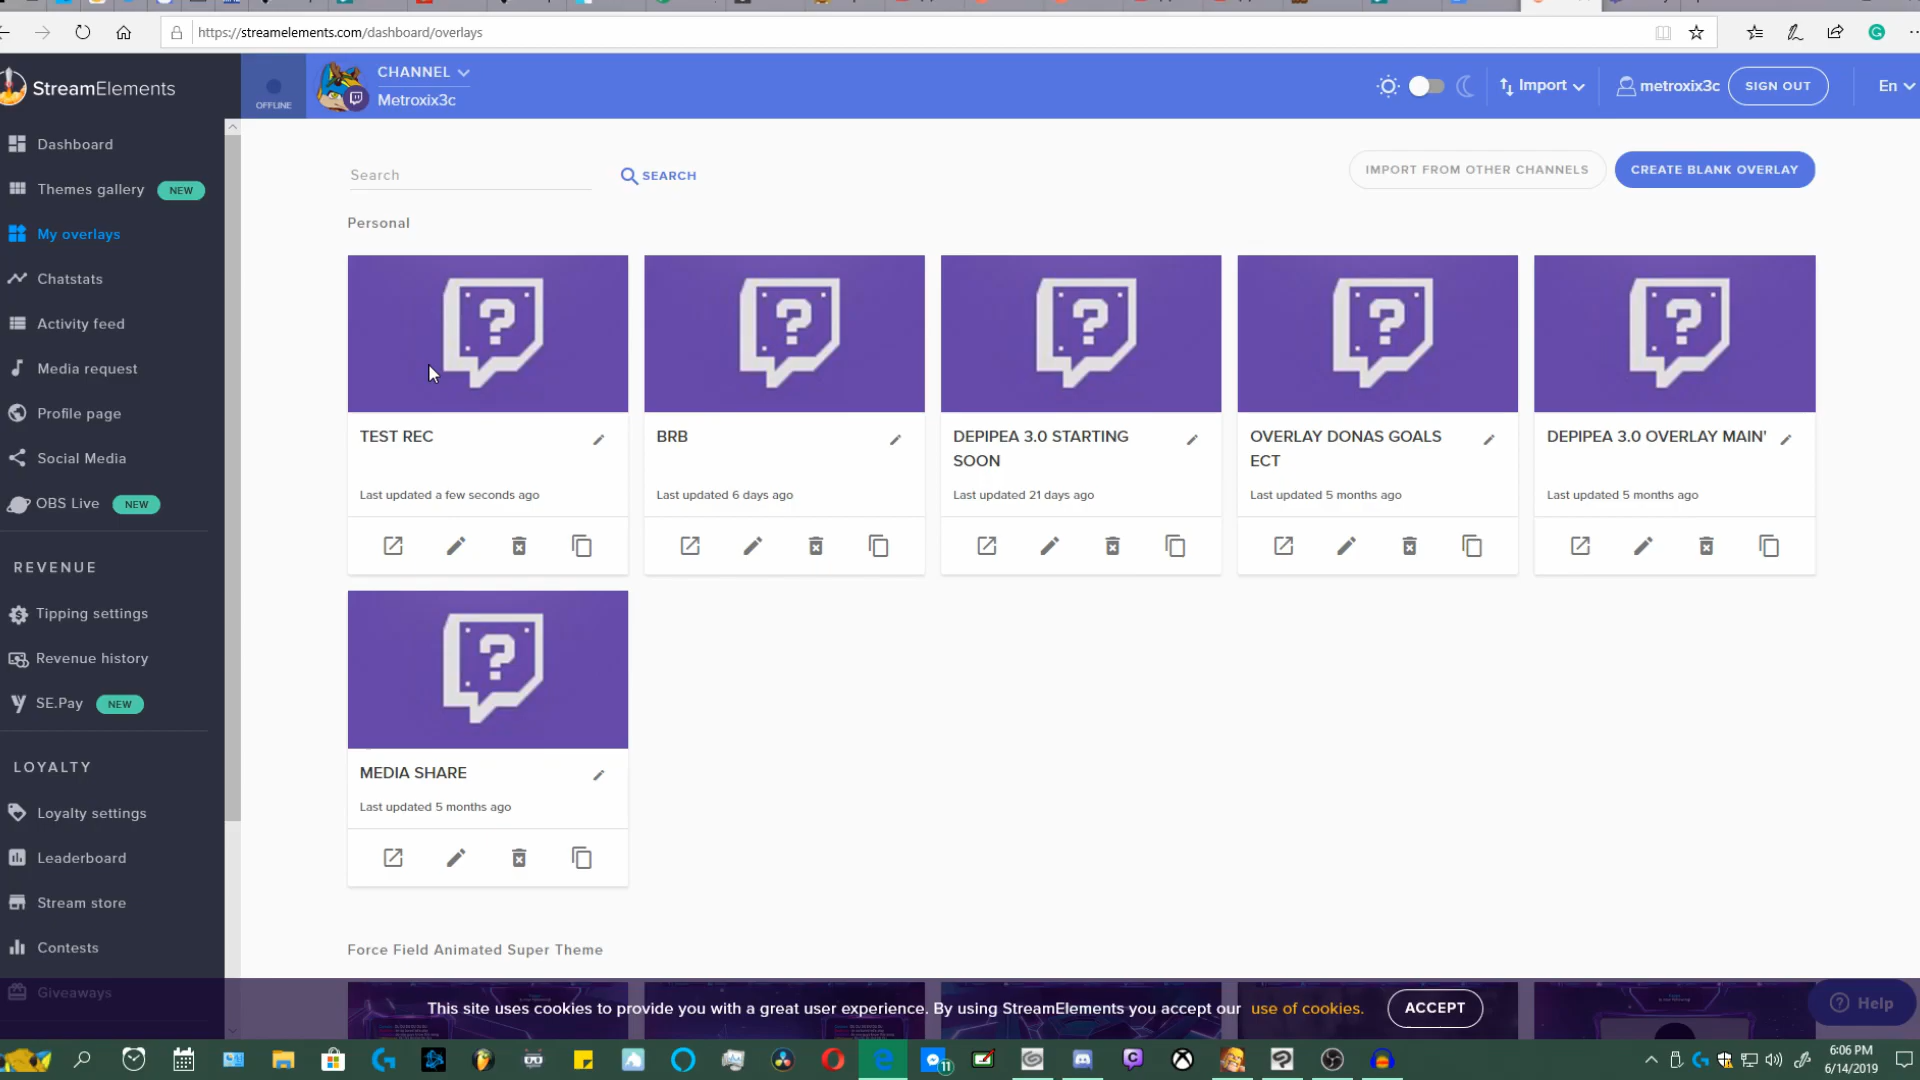 https://streamelements.com/dashboard/overlays
StreamElements
OFFLINE
CHANNEL
Metroxix3c
Import
metroxix3c
SIGN OUT
En
Dashboard
Themes gallery NEW
My overlays
Chatstats
Activity feed
Media request
Profile page
Social Media
OBS Live NEW
REVENUE
Tipping settings
Revenue history
SE.Pay NEW
LOYALTY
Loyalty settings
Leaderboard
Stream store
Contests
Giveaways
Search
SEARCH
IMPORT FROM OTHER CHANNELS
CREATE BLANK OVERLAY
Personal
TEST REC
Last updated a few seconds ago
BRB
Last updated 6 days ago
DEPIPEA 3.0 STARTING
SOON
Last updated 21 days ago
OVERLAY DONAS GOALS
ECT
Last updated 5 months ago
DEPIPEA 3.0 OVERLAY MAIN'
Last updated 5 months ago
MEDIA SHARE
Last updated 5 months ago
Force Field Animated Super Theme
This site uses cookies to provide you with a great user experience. By using StreamElements you accept our use of cookies.
ACCEPT
Help
11
6:06 PM
6/14/2019